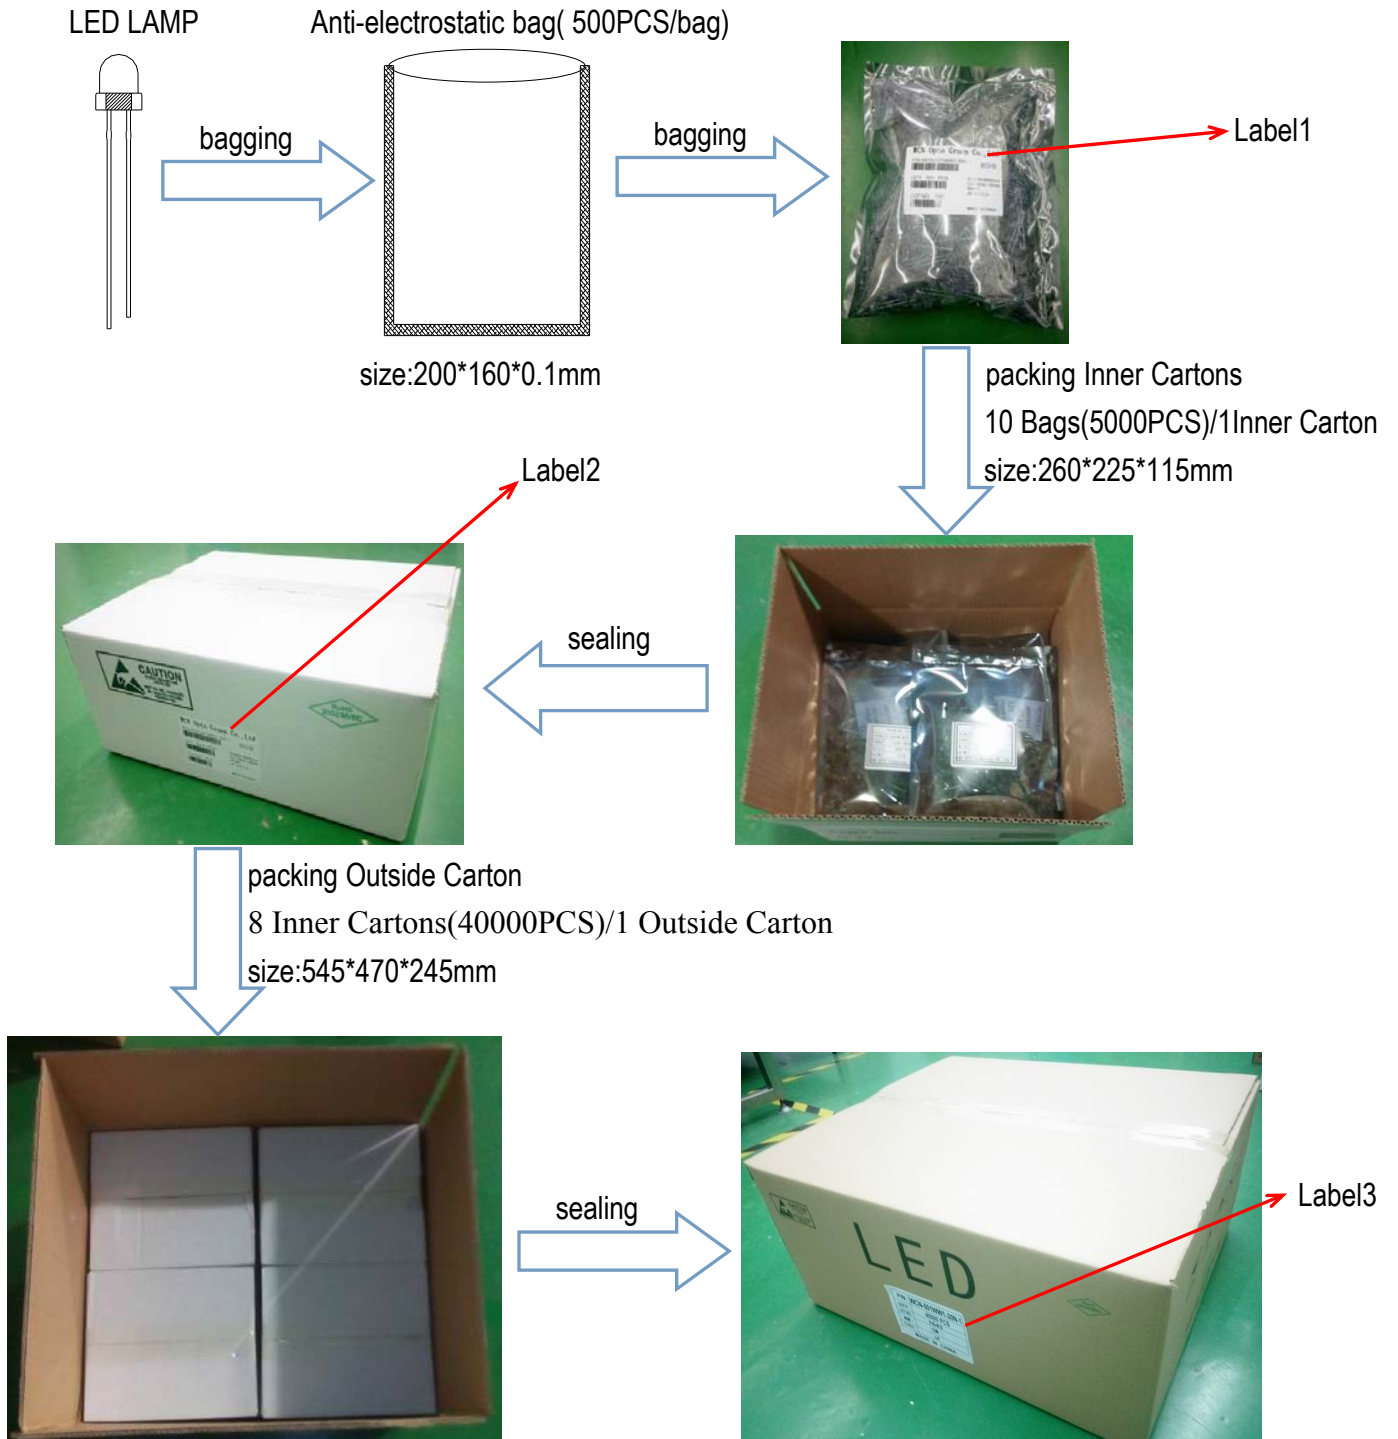 LED LAMP
Anti-electrostatic bag( 500PCS/bag)
bagging
bagging
Label1
size:200*160*0.1mm
packing Inner Cartons
10 Bags(5000PCS)/1Inner Carton
size:260*225*115mm
Label2
sealing
CAUTION
packing Outside Carton
8 Inner Cartons(40000PCS)/1 Outside Carton
size:545*470*245mm
sealing
LED
Label3